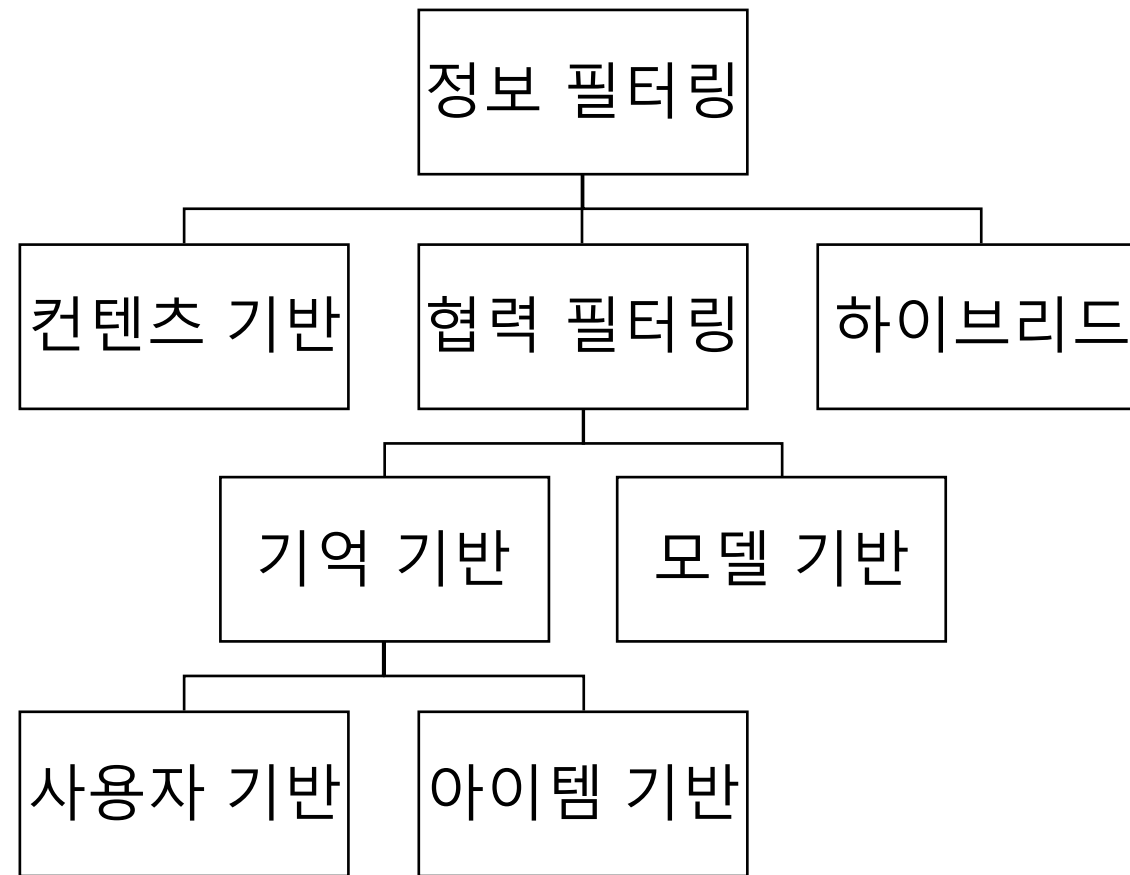 정보 필터링
컨텐츠 기반
협력 필터링
하이브리드
기억 기반
모델 기반
사용자 기반
아이템 기반